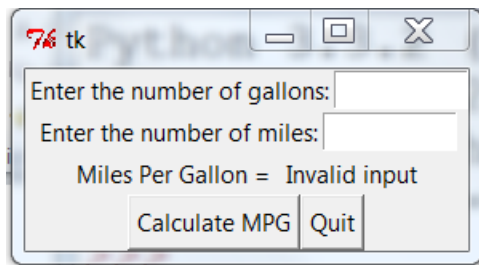 tk
Enter the number of gallons:
Enter the number of miles:
Miles Per Gallon = Invalid input
Calculate MPG Quit